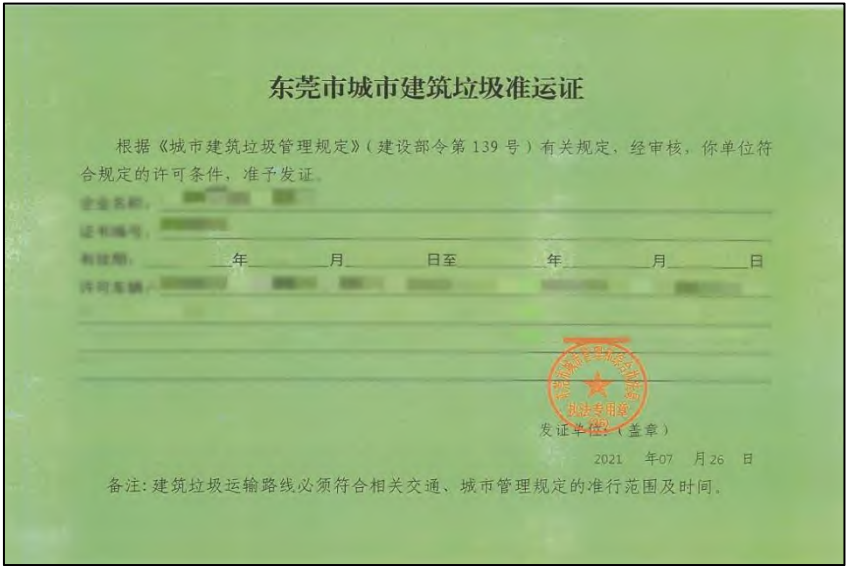 东莞市城市建筑垃圾准运证
根据《城市建筑垃圾管理规定》(建设部令第 139 号)有关规定，经审核，你单位符
合规定的许可条件，准予发证。
企业名称：
证书编号：
有效期： 年 月 日至 年 月 日
许可车辆：
执法专用章
发证单位：（盖章）
2021 年07 月26 日
备注：建筑垃圾运输路线必须符合相关交通、城市管理规定的准行范围及时间。